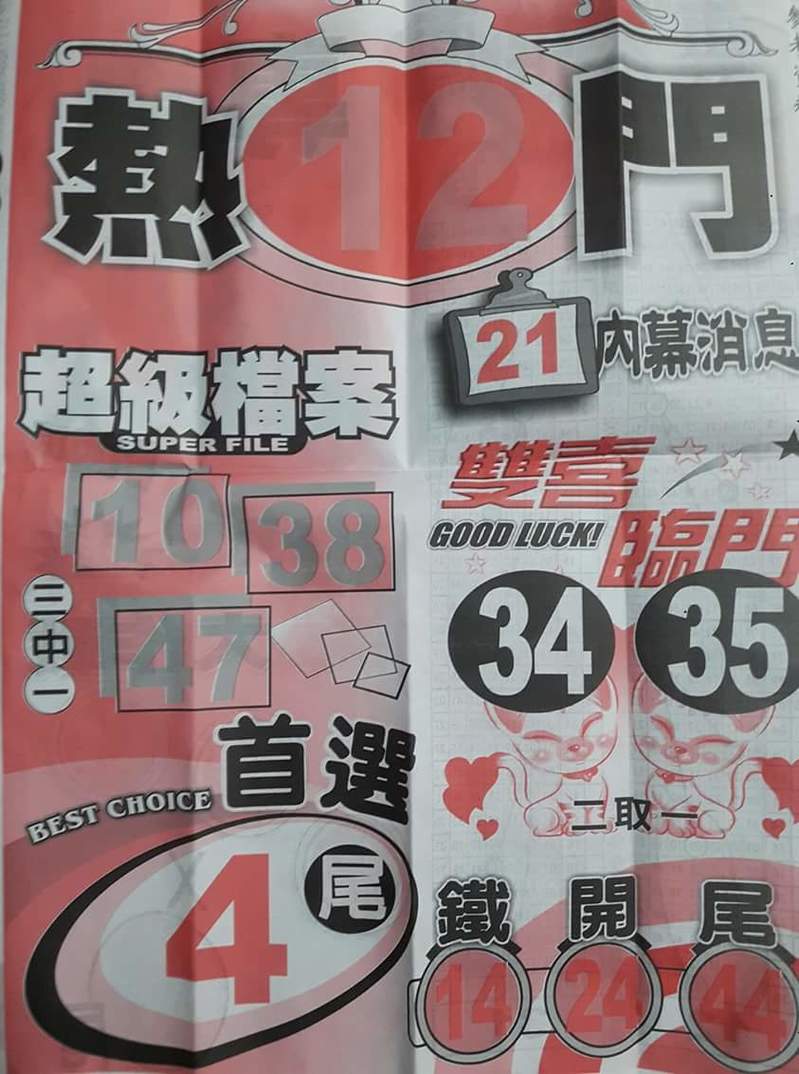 熱 12 門
21 內幕消息
超級檔案
SUPER FILE
10 38
47
三中一
雙喜
GOOD LUCK!
臨門
34 35
二取一
首選
BEST CHOICE
4 尾
鐵開尾
14 24 44